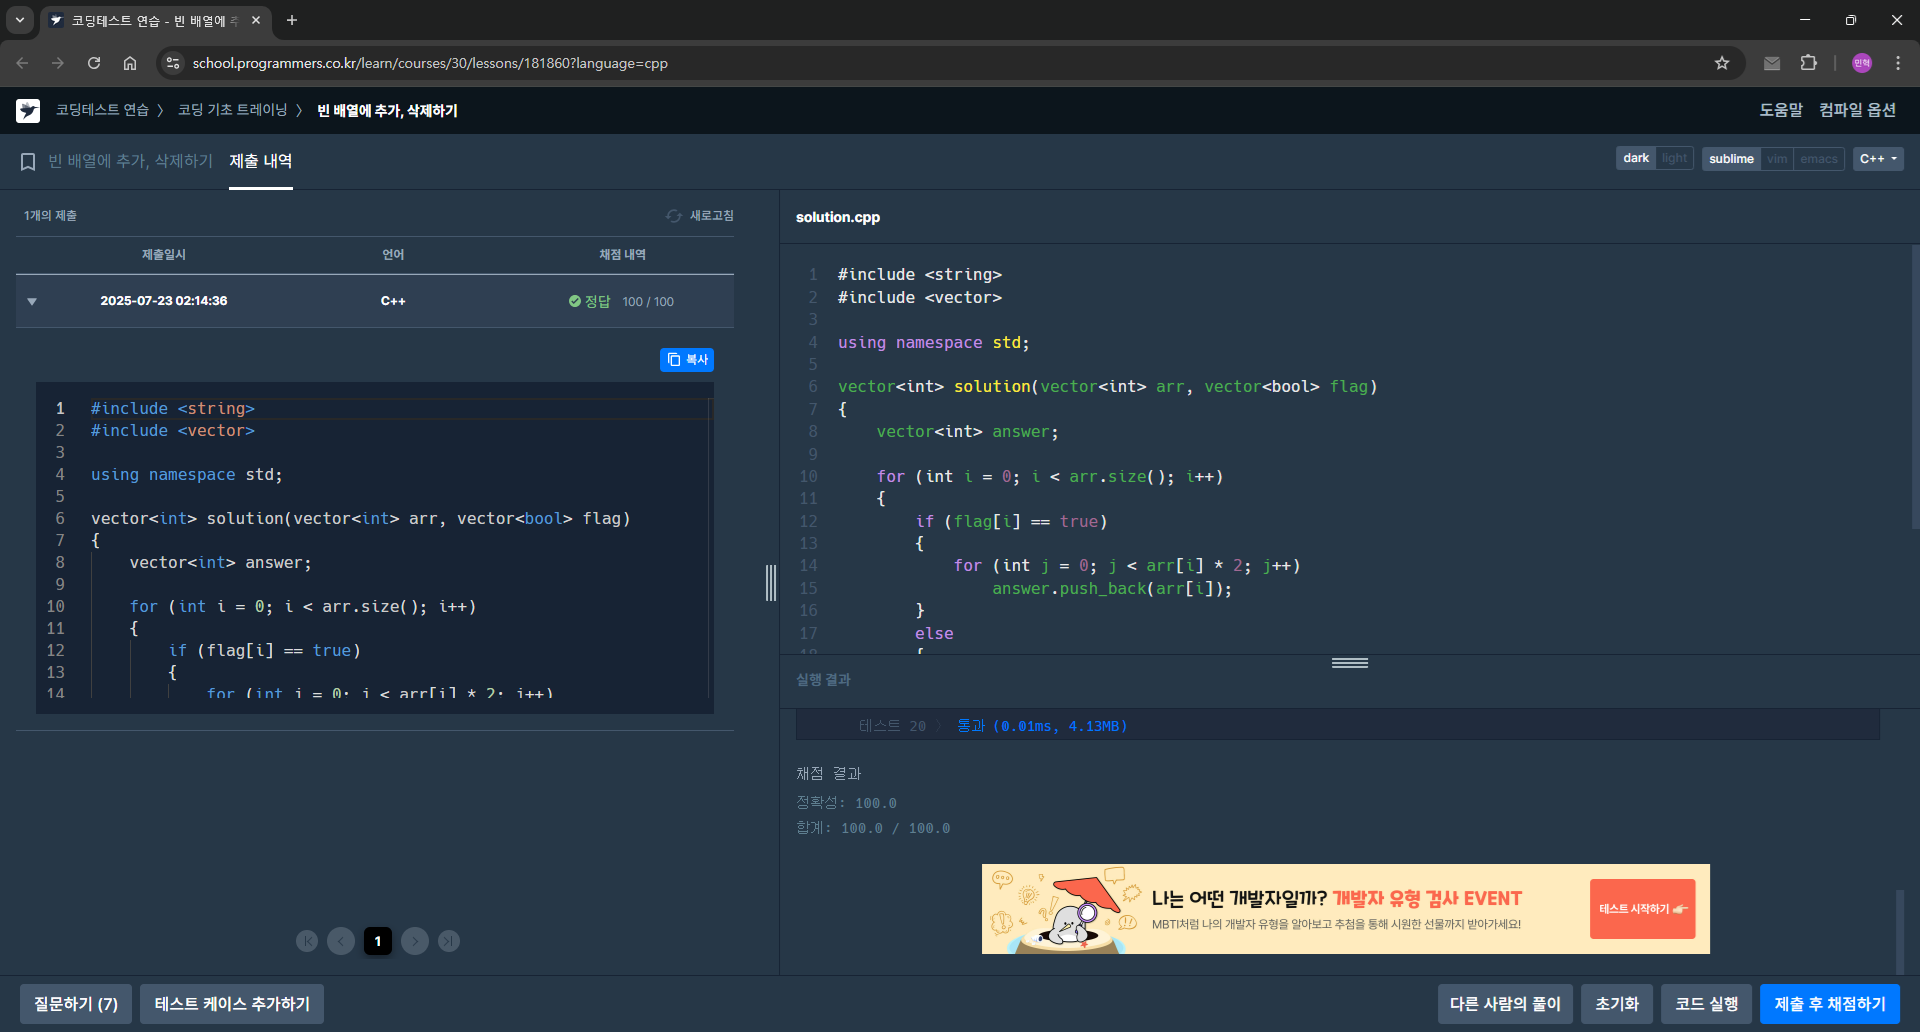 코딩테스트 연습 - 빈 배열에
school.programmers.co.kr/learn/courses/30/lessons/181860?language=cpp
민혁
코딩테스트 연습 〉 코딩 기초 트레이닝 〉 빈 배열에 추가, 삭제하기
도움말 컴파일 옵션
빈 배열에 추가, 삭제하기 제출 내역
dark light sublime vim emacs C++
1개의 제출 새로고침
제출일시 언어 채점 내역
2025-07-23 02:14:36 C++ 정답 100 / 100
복사
1 #include <string>
2 #include <vector>
3
4 using namespace std;
5
6 vector<int> solution(vector<int> arr, vector<bool> flag)
7 {
8 vector<int> answer;
9
10 for (int i = 0; i < arr.size(); i++)
11 {
12 if (flag[i] == true)
13 {
14 for (int j = 0; j < arr[i] * 2; j++)
solution.cpp
1 #include <string>
2 #include <vector>
3
4 using namespace std;
5
6 vector<int> solution(vector<int> arr, vector<bool> flag)
7 {
8 vector<int> answer;
9
10 for (int i = 0; i < arr.size(); i++)
11 {
12 if (flag[i] == true)
13 {
14 for (int j = 0; j < arr[i] * 2; j++)
15 answer.push_back(arr[i]);
16 }
17 else
18 {
실행 결과
테스트 20 〉 통과 (0.01ms, 4.13MB)
채점 결과
정확성: 100.0
합계: 100.0 / 100.0
나는 어떤 개발자일까? 개발자 유형 검사 EVENT
MBTI처럼 나의 개발자 유형을 알아보고 추첨을 통해 시원한 선물까지 받아가세요!
테스트 시작하기
1
질문하기 (7) 테스트 케이스 추가하기
다른 사람의 풀이 초기화 코드 실행 제출 후 채점하기